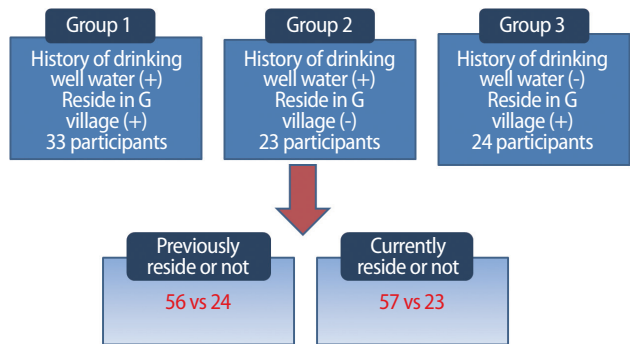 Group 1
History of drinking
well water (+)
Reside in G
village (+)
33 participants
Group 2
History of drinking
well water (+)
Reside in G
village (-)
23 participants
Group 3
History of drinking
well water (-)
Reside in G
village (+)
24 participants
Previously
reside or not
56 vs 24
Currently
reside or not
57 vs 23